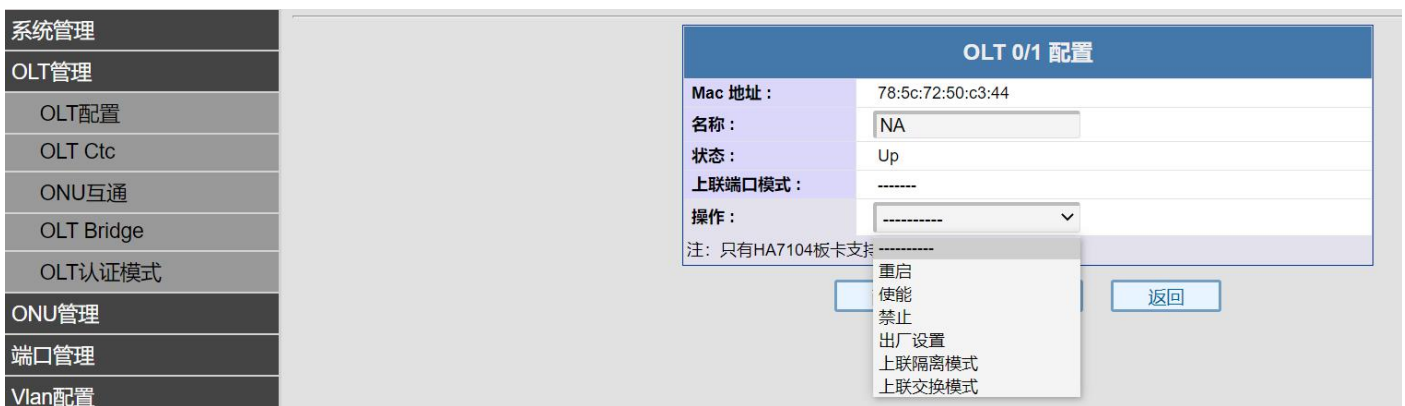 系统管理
OLT管理
OLT配置
OLT Ctc
ONU互通
OLT Bridge
OLT认证模式
ONU管理
端口管理
Vlan配置
OLT 0/1 配置
Mac 地址： 78:5c:72:50:c3:44
名称： NA
状态： Up
上联端口模式： -------
操作： ----------
注：只有HA7104板卡支持
----------
重启
使能
禁止
出厂设置
上联隔离模式
上联交换模式
返回